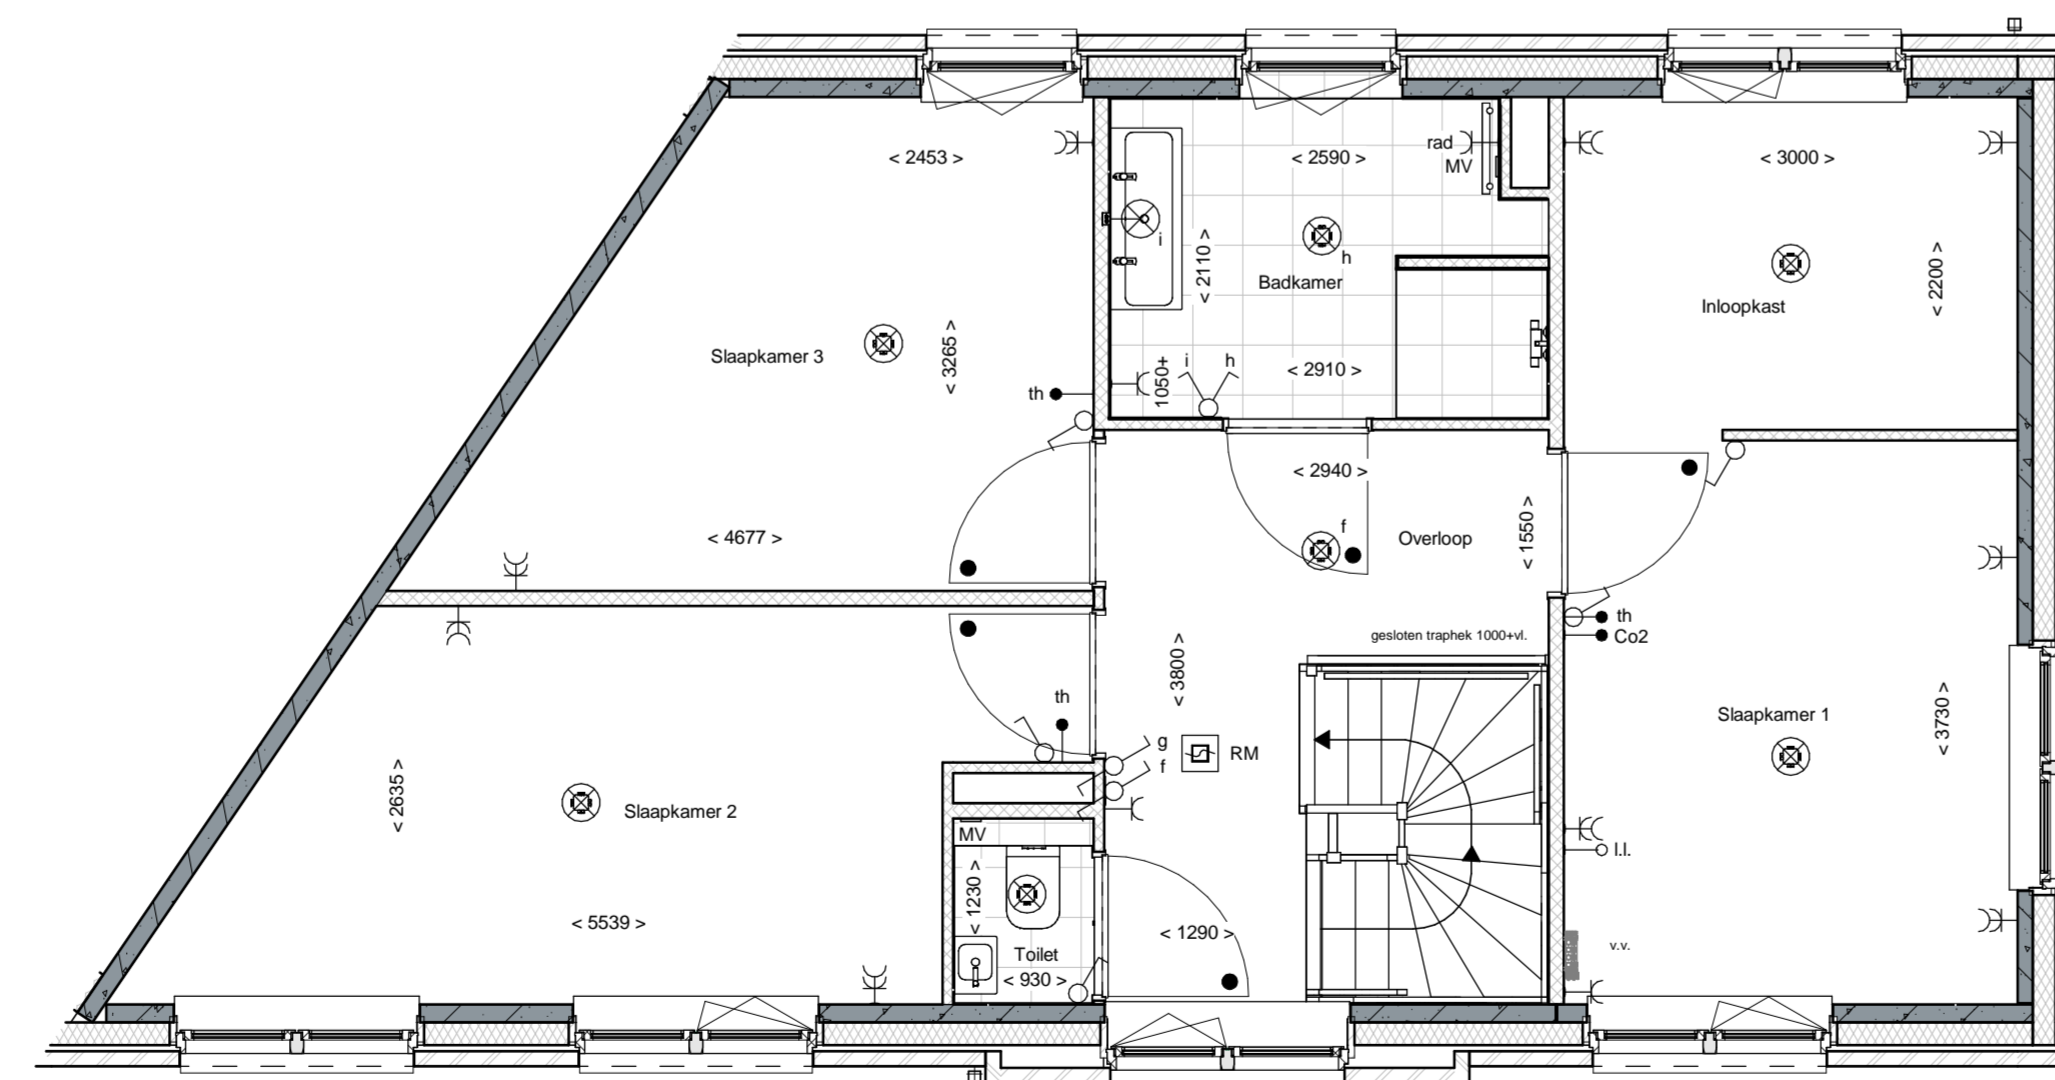 < 2453 >
< 2590 >
rad
MV
< 3000 >
i
h
< 2110 >
Badkamer
< 2200 >
Inloopkast
Slaapkamer 3
< 3265 >
th
1050+
i
h
< 2910 >
< 2940 >
f
Overloop
< 1550 >
< 4677 >
th
Co2
gesloten traphek 1000+vl.
< 3800 >
th
g
f
RM
Slaapkamer 1
< 3730 >
< 2635 >
Slaapkamer 2
MV
l.l.
< 1230 >
< 5539 >
< 1290 >
v.v.
Toilet
< 930 >